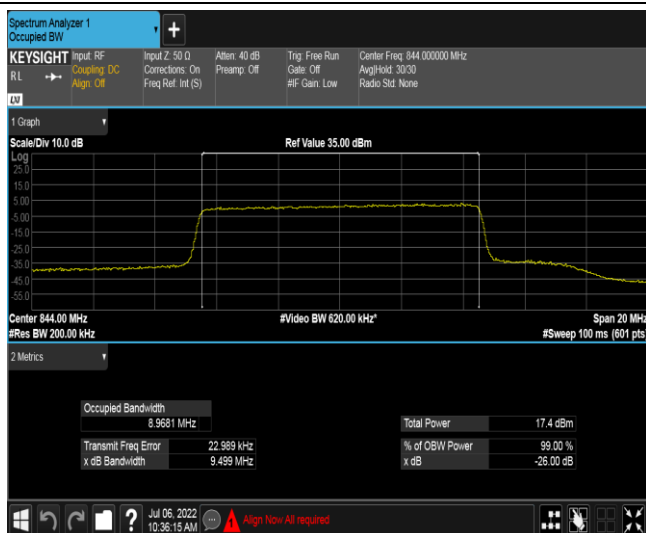 Spectrum Analyzer 1
Occupied BW
KEYSIGHT
RL
LXI
Input: RF
Coupling: DC
Align: Off
Input Z: 50 Ω
Corrections: On
Freq Ref: Int (S)
Atten: 40 dB
Preamp: Off
Trig: Free Run
Gate: Off
#IF Gain: Low
Center Freq: 844.000000 MHz
Avg|Hold: 30/30
Radio Std: None
1 Graph
Scale/Div 10.0 dB
Ref Value 35.00 dBm
Log
25.0
15.0
5.00
-5.00
-15.0
-25.0
-35.0
-45.0
-55.0
Center 844.00 MHz
#Video BW 620.00 kHz*
Span 20 MHz
#Res BW 200.00 kHz
#Sweep 100 ms (601 pts)
2 Metrics
Occupied Bandwidth
8.9681 MHz
Total Power 17.4 dBm
Transmit Freq Error 22.989 kHz
% of OBW Power 99.00 %
x dB Bandwidth 9.499 MHz
x dB -26.00 dB
?
Jul 06, 2022
10:36:15 AM
Align Now All required